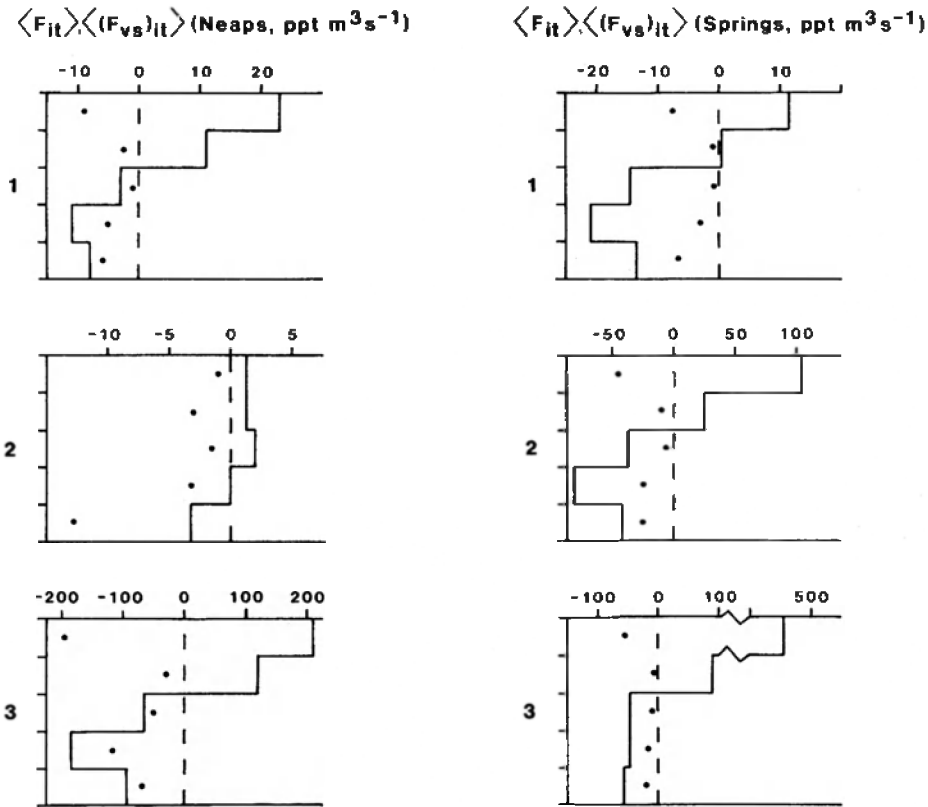 ⟨F_it⟩,⟨(F_vs)_it⟩ (Neaps, ppt m³s⁻¹)
⟨F_it⟩,⟨(F_vs)_it⟩ (Springs, ppt m³s⁻¹)
-10 0 10 20
-20 -10 0 10
1
1
-10 -5 0 5
-50 0 50 100
2
2
-200 -100 0 100 200
-100 0 100 500
3
3